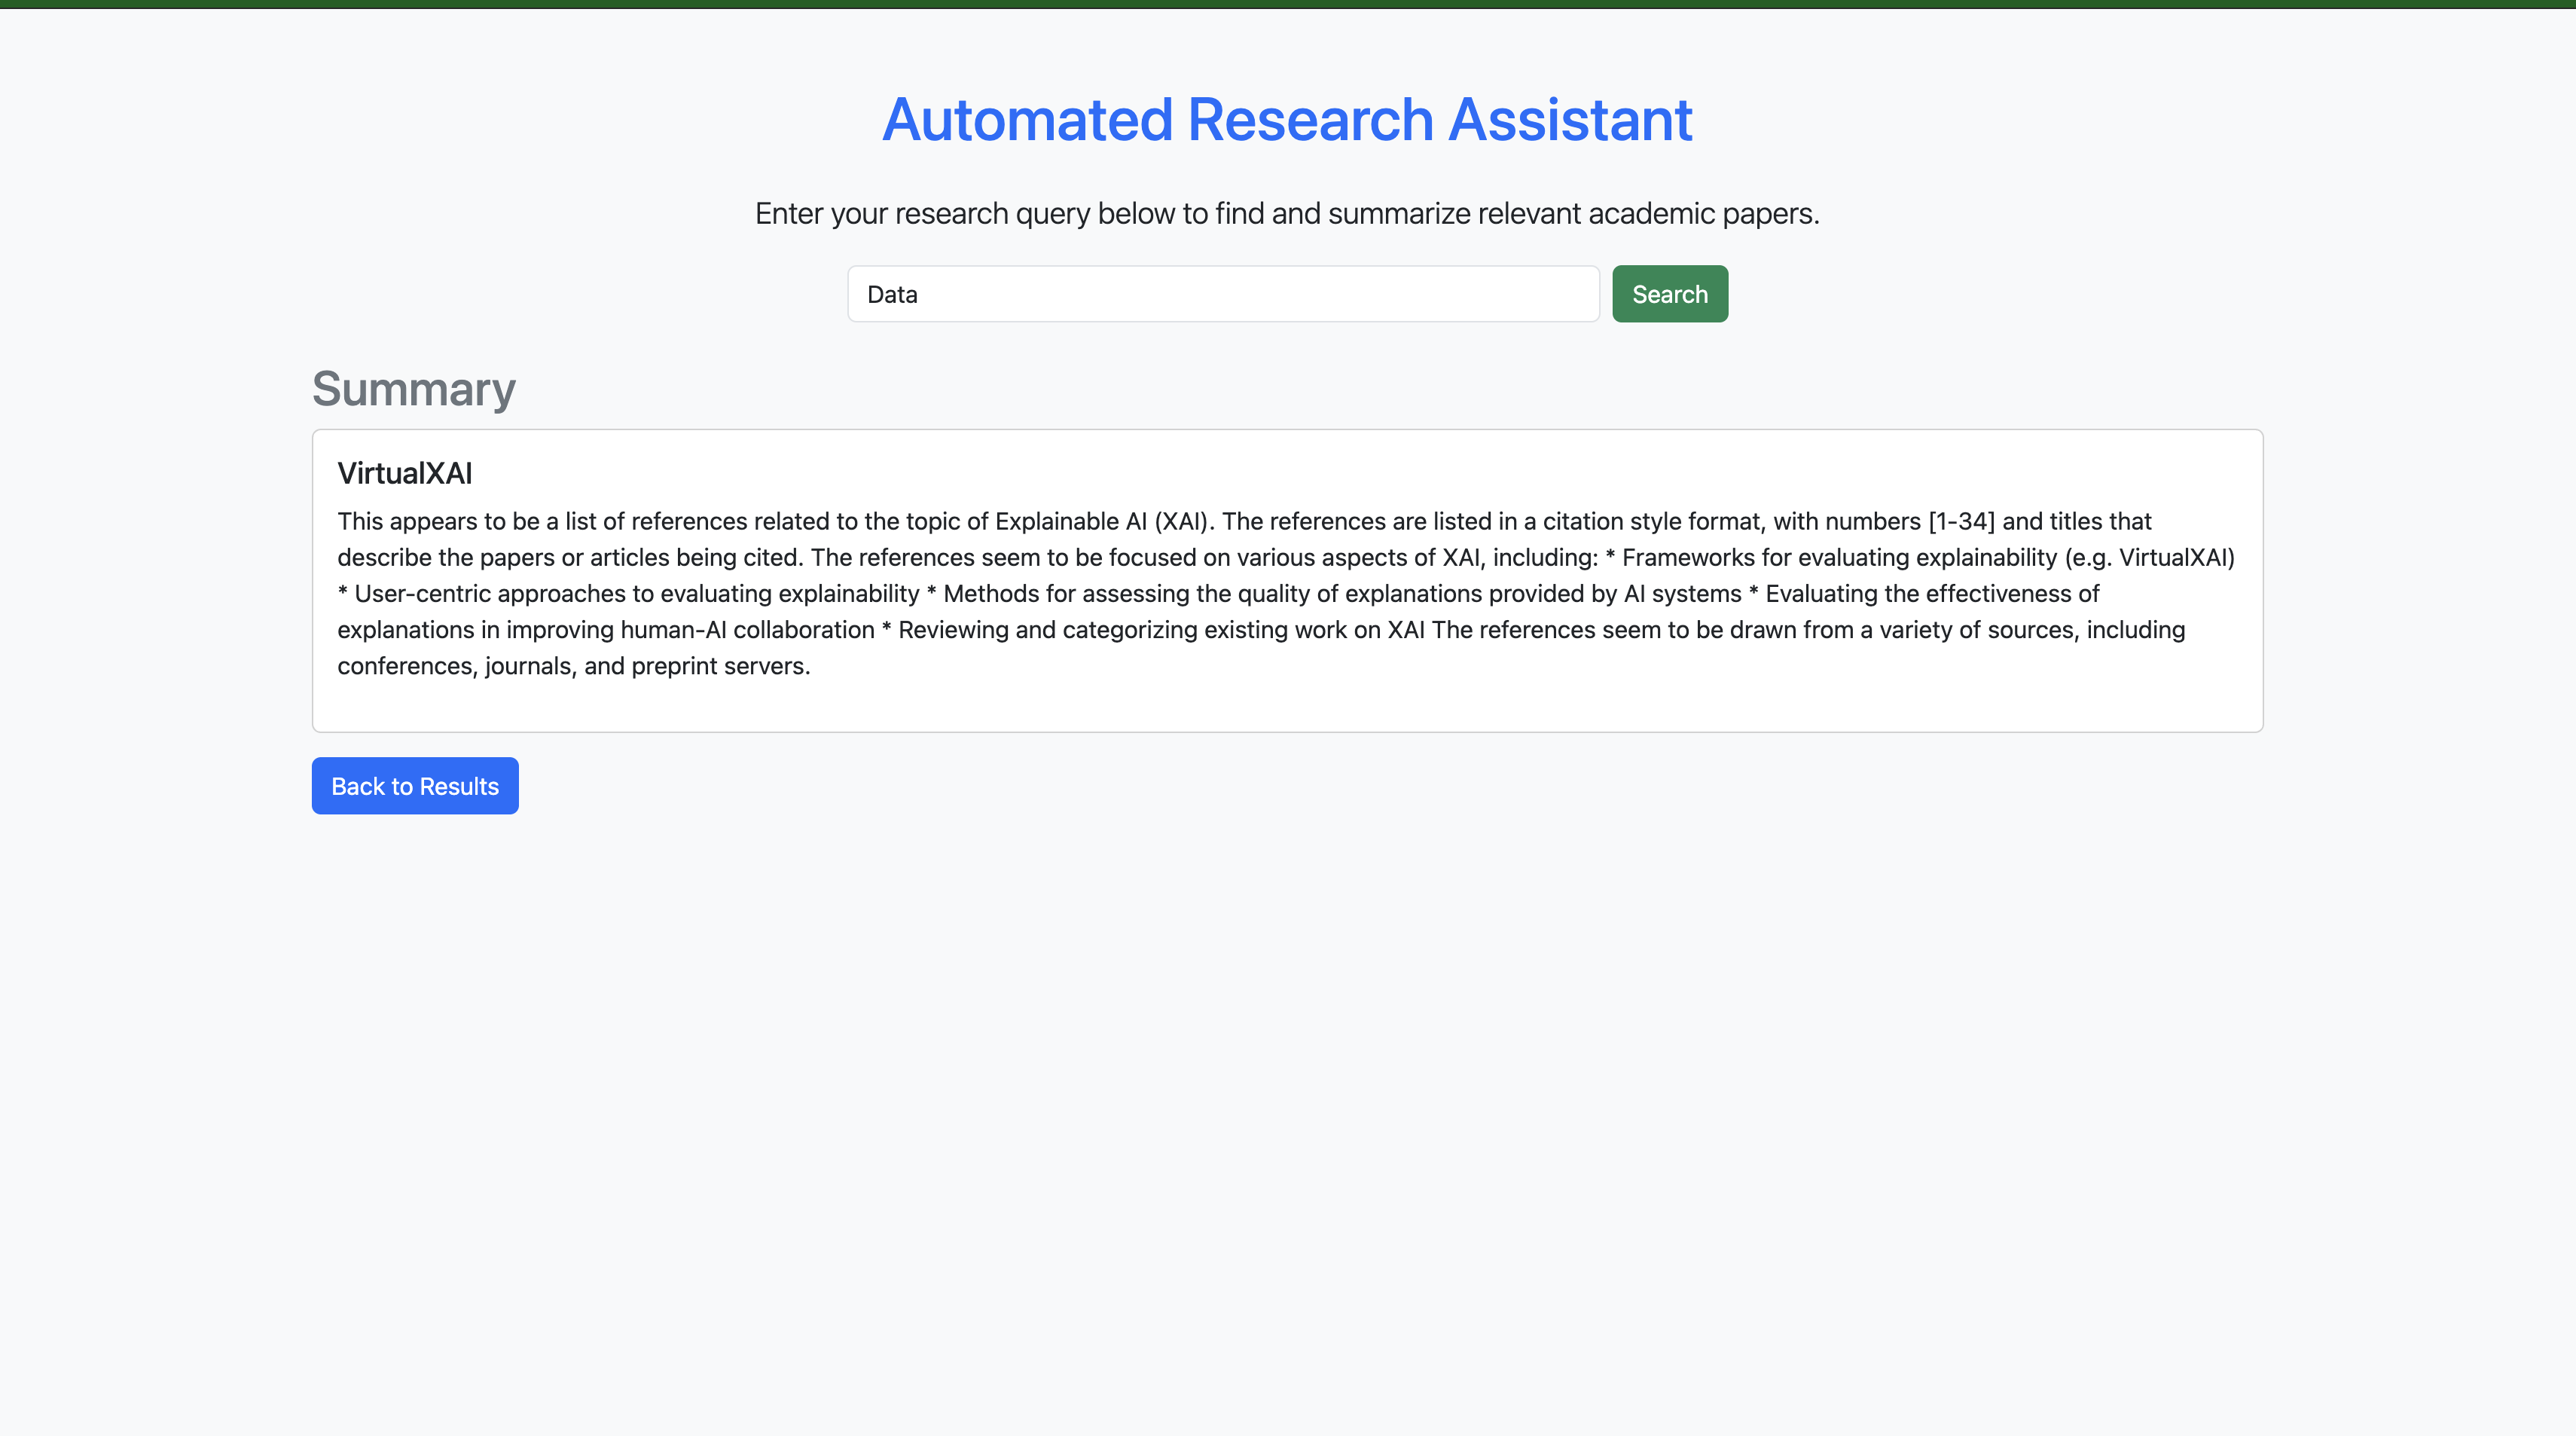 Automated Research Assistant
Enter your research query below to find and summarize relevant academic papers.
Data
Search
Summary
VirtualXAI
This appears to be a list of references related to the topic of Explainable AI (XAI). The references are listed in a citation style format, with numbers [1-34] and titles that
describe the papers or articles being cited. The references seem to be focused on various aspects of XAI, including: * Frameworks for evaluating explainability (e.g. VirtualXAI)
* User-centric approaches to evaluating explainability * Methods for assessing the quality of explanations provided by AI systems * Evaluating the effectiveness of
explanations in improving human-AI collaboration * Reviewing and categorizing existing work on XAI The references seem to be drawn from a variety of sources, including
conferences, journals, and preprint servers.
Back to Results